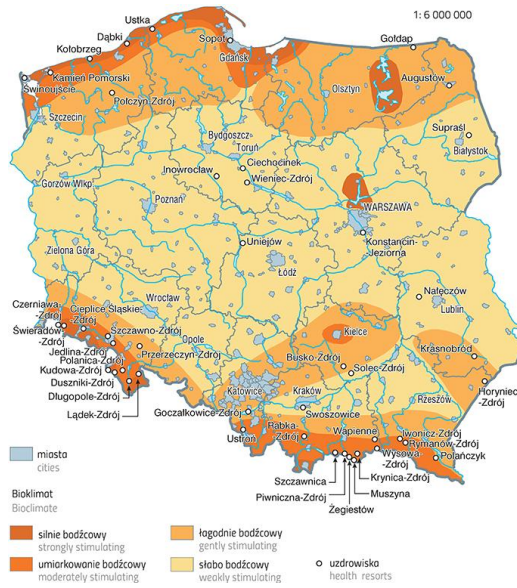 1:6 000 000
Ustka
Dąbki
Kołobrzeg
Sopot
Gdańsk
Gołdap
Kamień Pomorski
Świnoujście
Połczyn-Zdrój
Szczecin
Olsztyn
Augustów
Supraśl
Białystok
Bydgoszcz
Toruń
Ciechocinek
Inowrocław
Wieniec-Zdrój
Gorzów Wlkp.
Poznań
WARSZAWA
Konstancin-
Jeziorna
Uniejów
Zielona Góra
Łódź
Nałęczów
Lublin
Czerniawa-
-Zdrój
Cieplice Śląskie-
-Zdrój
Wrocław
Świeradów-
-Zdrój
Szczawno-Zdrój
Jedlina-Zdrój
Opole
Przerzeczyn-Zdrój
Polanica-Zdrój
Kudowa-Zdrój
Duszniki-Zdrój
Długopole-Zdrój
Lądek-Zdrój
Kielce
Busko-Zdrój
Solec-Zdrój
Krasnobród
Horyniec
-Zdrój
Katowice
Kraków
Rzeszów
Goczałkowice-Zdrój
Swoszowice
Ustroń
Rabka-
Zdrój
Wapienne
Iwonicz-Zdrój
Rymanów-Zdrój
Wysowa-
-Zdrój
Polańczyk
Szczawnica
Krynica-Zdrój
Piwniczna-Zdrój
Muszyna
Żegiestów
miasta
cities
Bioklimat
Bioclimate
silnie bodźcowy
strongly stimulating
umiarkowanie bodźcowy
moderately stimulating
łagodnie bodźcowy
gently stimulating
słabo bodźcowy
weakly stimulating
uzdrowiska
health resorts